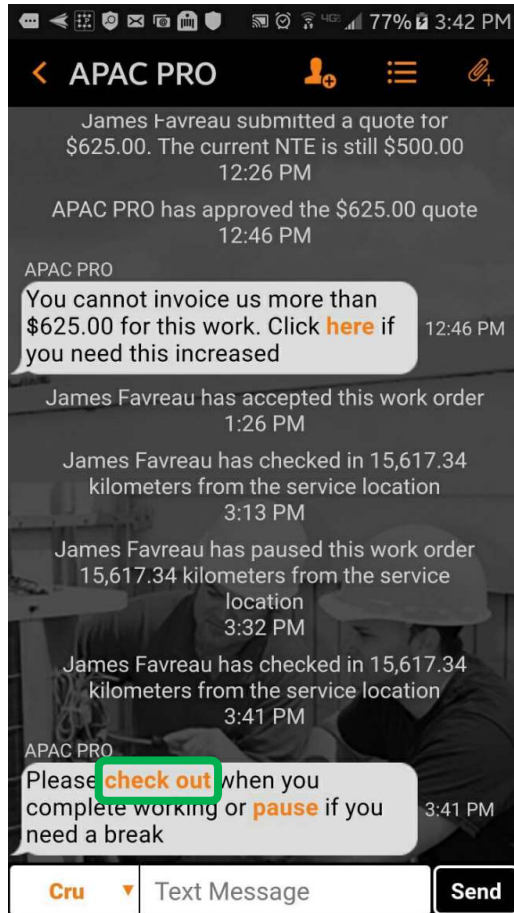 4GE 77% 3:42 PM
APAC PRO
James Favreau submitted a quote for
$625.00. The current NTE is still $500.00
12:26 PM
APAC PRO has approved the $625.00 quote
12:46 PM
APAC PRO
You cannot invoice us more than
$625.00 for this work. Click here if
you need this increased
12:46 PM
James Favreau has accepted this work order
1:26 PM
James Favreau has checked in 15,617.34
kilometers from the service location
3:13 PM
James Favreau has paused this work order
15,617.34 kilometers from the service
location
3:32 PM
James Favreau has checked in 15,617.34
kilometers from the service location
3:41 PM
APAC PRO
Please check out when you
complete working or pause if you
need a break
3:41 PM
Cru Text Message Send